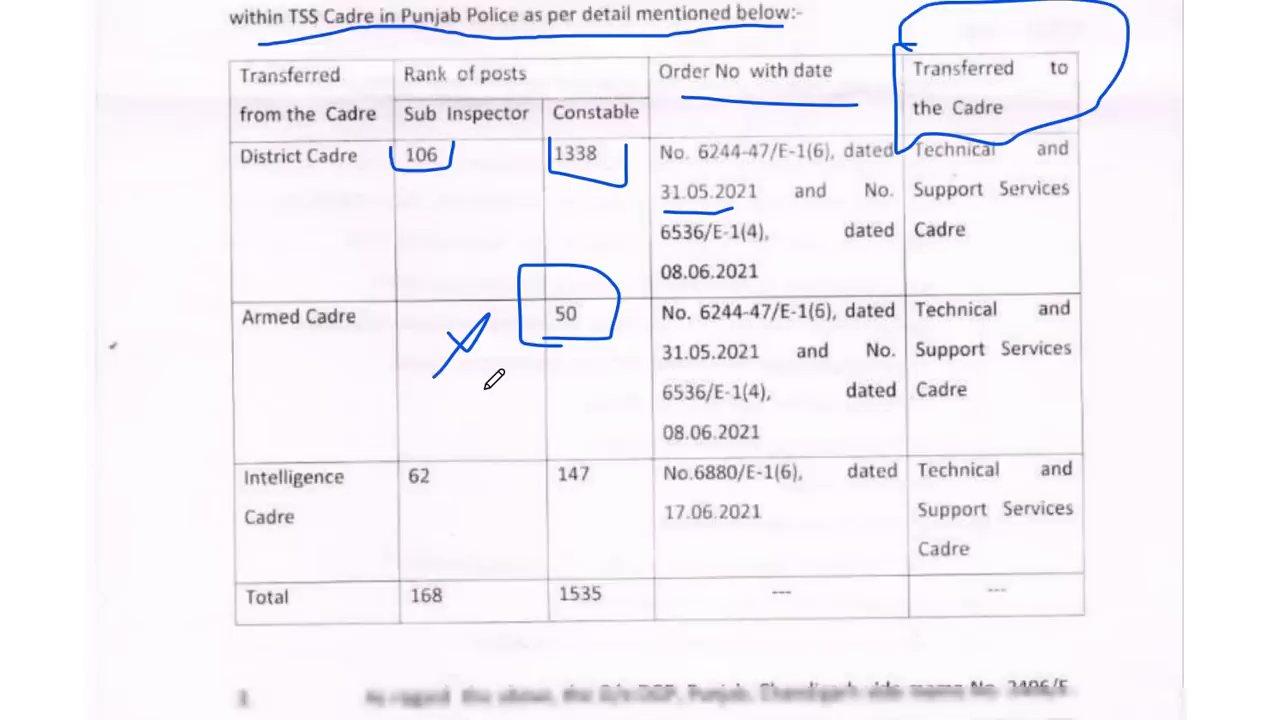 within TSS Cadre in Punjab Police as per detail mentioned below:-
Transferred from the Cadre
Rank of posts
Order No with date
Transferred to the Cadre
Sub Inspector
Constable
District Cadre
106
1338
No. 6244-47/E-1(6), dated
31.05.2021 and No.
6536/E-1(4), dated
08.06.2021
Technical and
Support Services
Cadre
Armed Cadre
50
No. 6244-47/E-1(6), dated
31.05.2021 and No.
6536/E-1(4), dated
08.06.2021
Technical and
Support Services
Cadre
Intelligence
Cadre
62
147
No.6880/E-1(6), dated
17.06.2021
Technical and
Support Services
Cadre
Total
168
1535
---
---